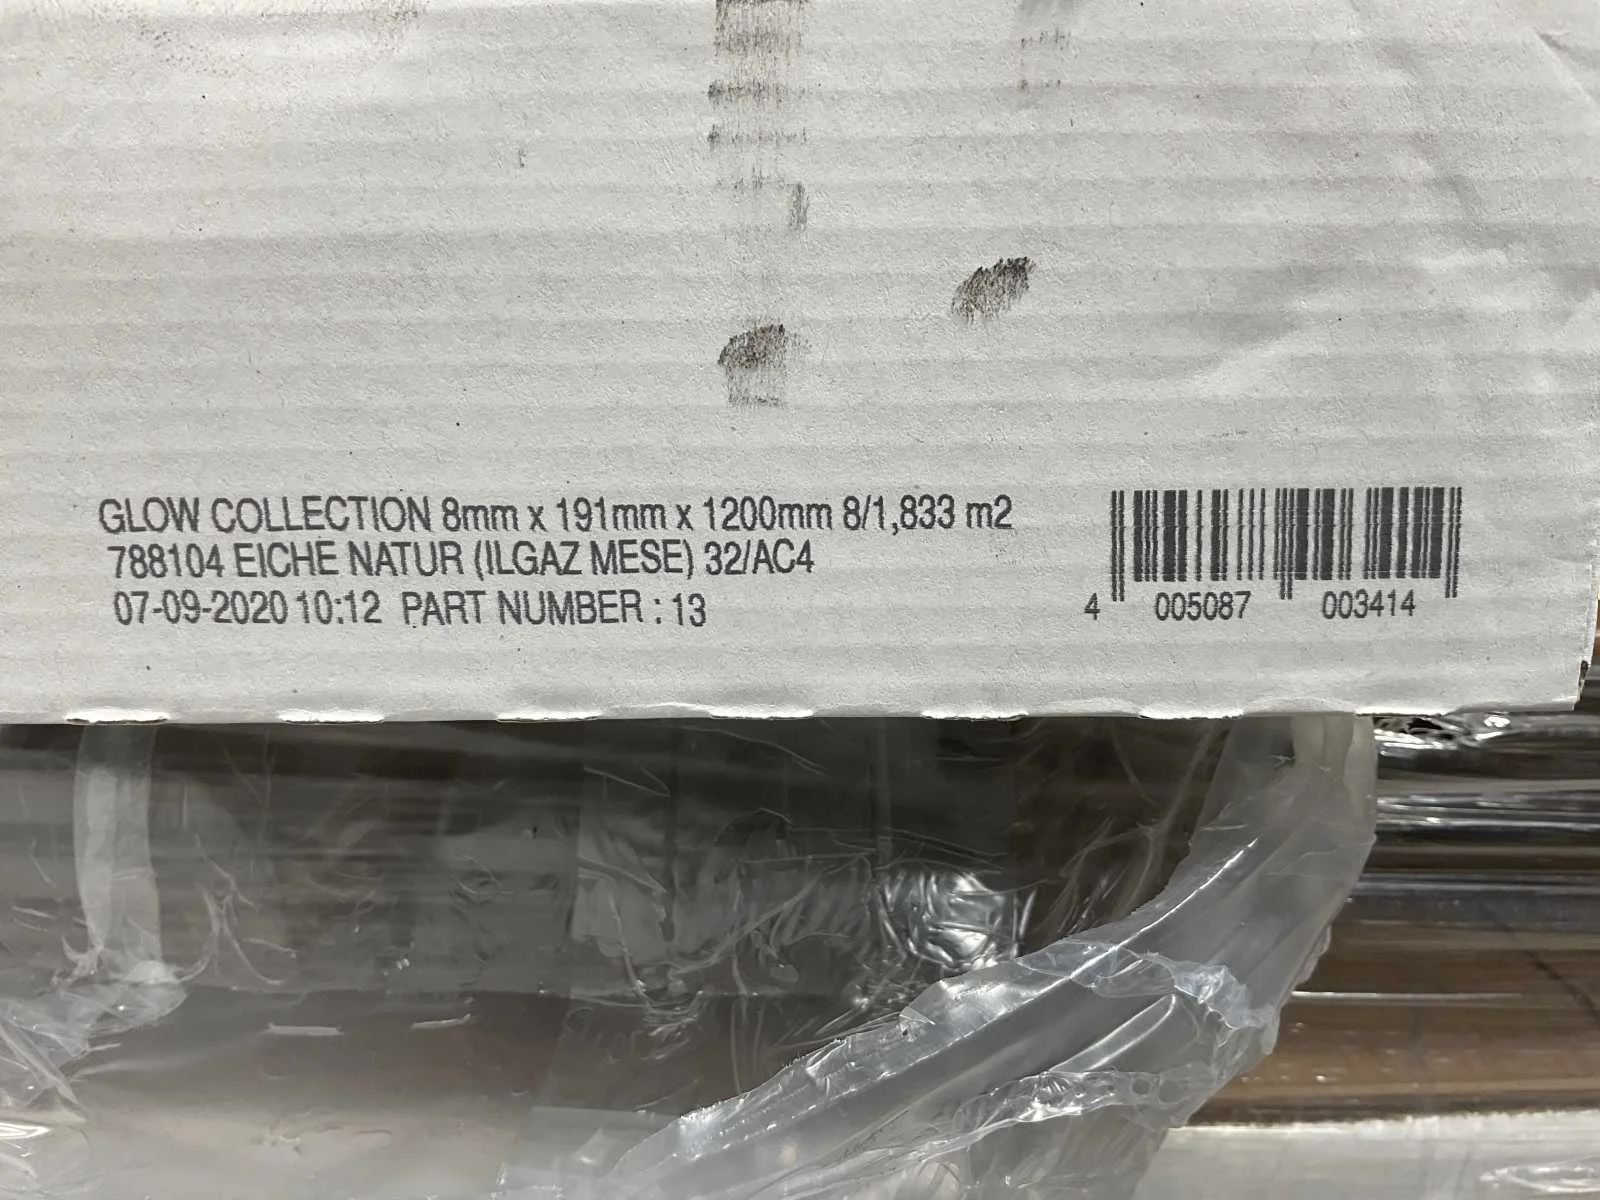 GLOW COLLECTION 8mm x 191mm x 1200mm 8/1,833 m2
788104 EICHE NATUR (ILGAZ MESE) 32/AC4
07-09-2020 10:12 PART NUMBER : 13
4 005087 003414